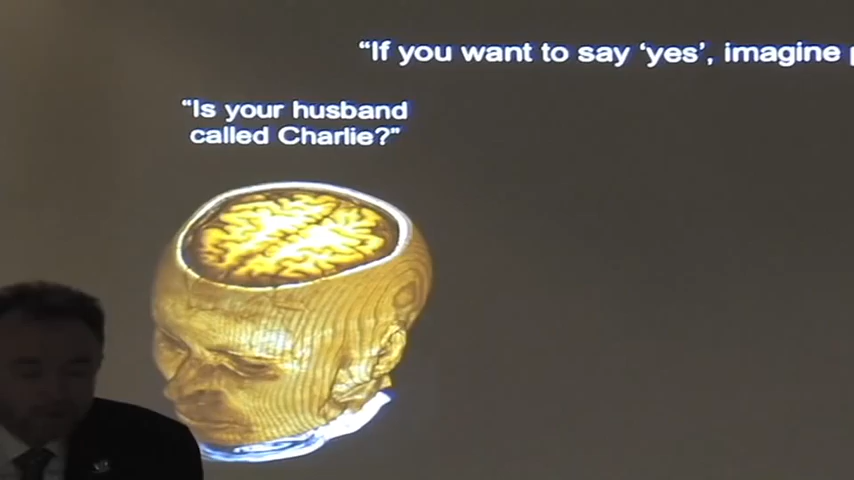 “If you want to say ‘yes’, imagine
“Is your husband
called Charlie?”